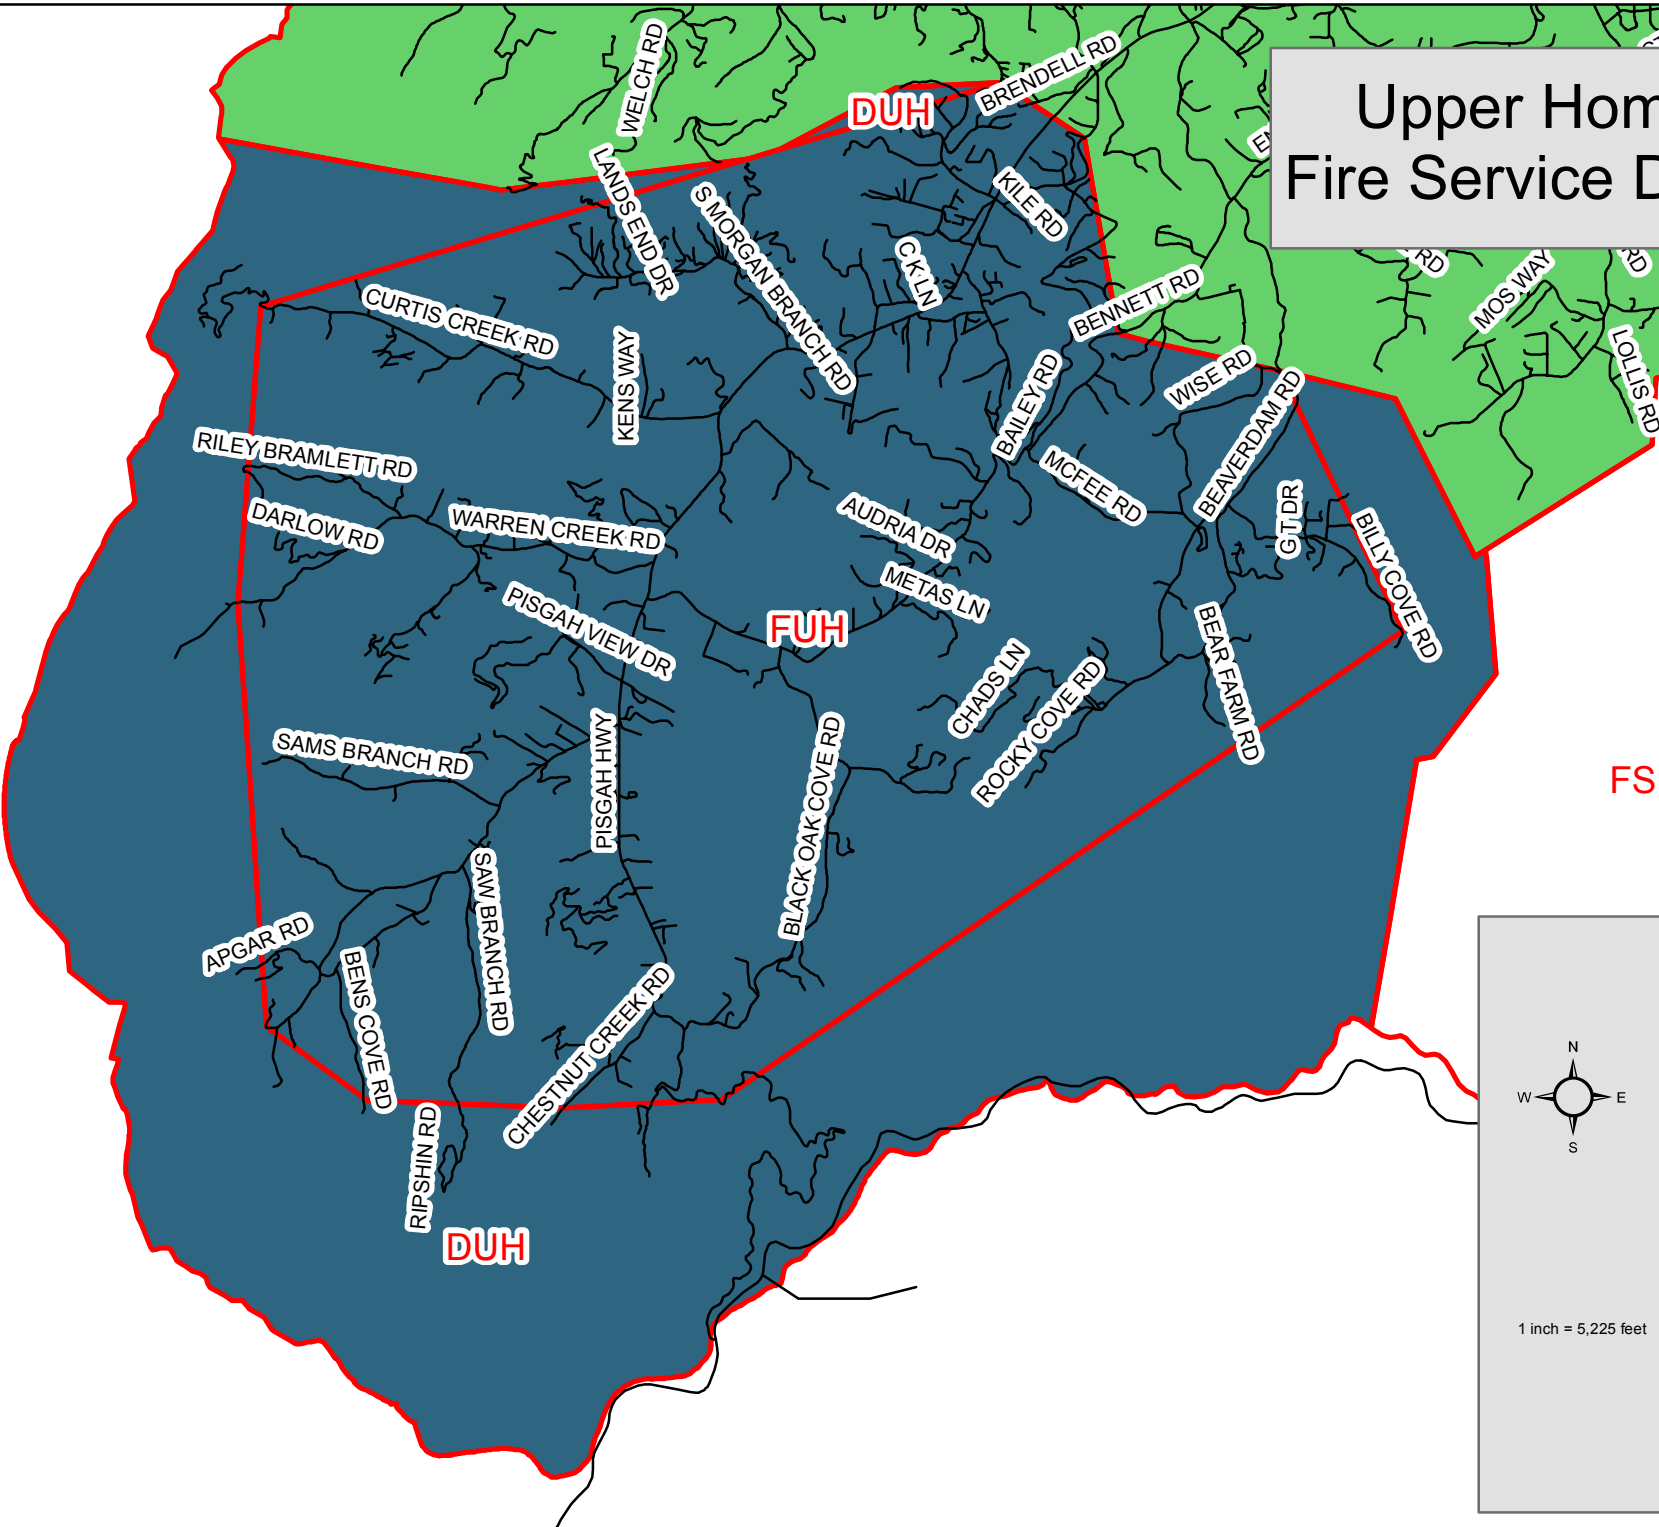 WELCH RD
BRENDELL RD
DUH
Upper Hom
Fire Service D
LANDS END DR
S MORGAN BRANCH RD
KILE RD
C K LN
RD
RD
MOS WAY
BENNETT RD
CURTIS CREEK RD
KENS WAY
LOLLIS RD
WISE RD
BAILEY RD
BEAVERDAM RD
RILEY BRAMLETT RD
MCFEE RD
DARLOW RD
WARREN CREEK RD
AUDRIA DR
G T DR
BILLY COVE RD
METAS LN
PISGAH VIEW DR
FUH
BEAR FARM RD
CHADS LN
ROCKY COVE RD
SAMS BRANCH RD
PISGAH HWY
BLACK OAK COVE RD
FS
SAW BRANCH RD
APGAR RD
BENS COVE RD
CHESTNUT CREEK RD
RIPSHIN RD
DUH
N
W E
S
1 inch = 5,225 feet